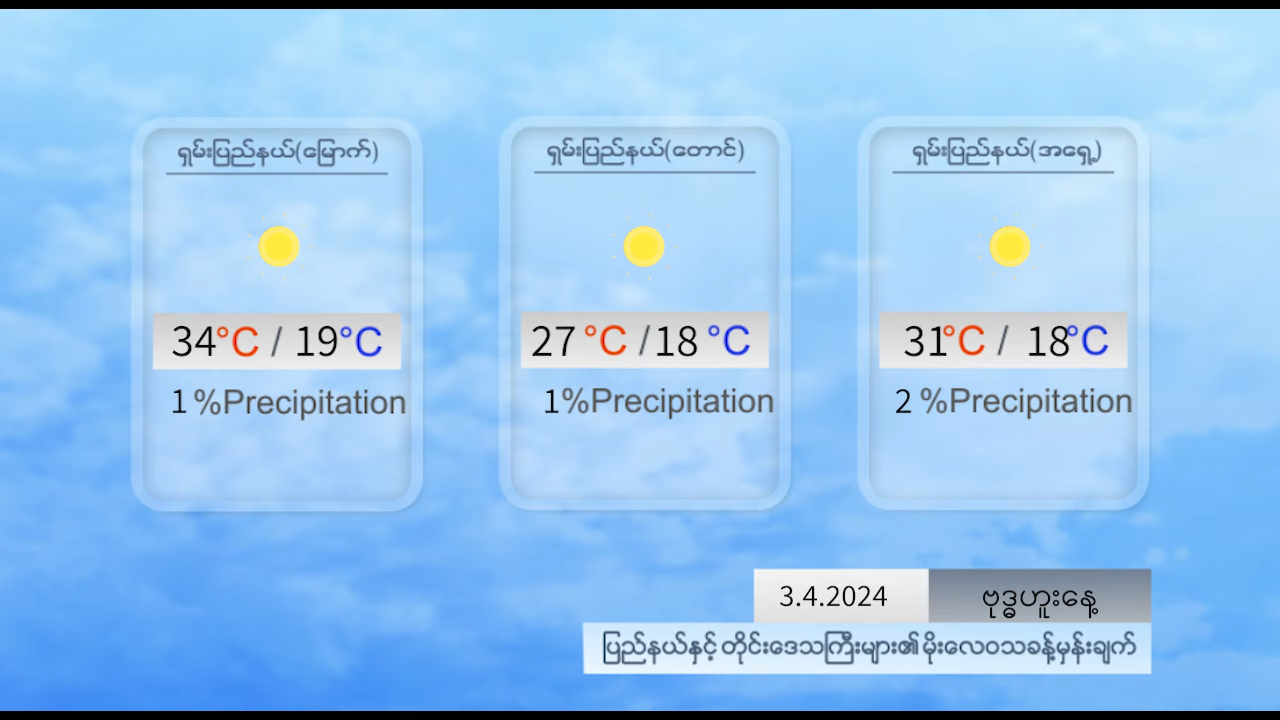 ရှမ်းပြည်နယ်(မြောက်)
34°C / 19°C
1 %Precipitation
ရှမ်းပြည်နယ်(တောင်)
27 °C /18 °C
1%Precipitation
ရှမ်းပြည်နယ်(အရှေ့)
31°C / 18°C
2 %Precipitation
3.4.2024 ဗုဒ္ဓဟူးနေ့
ပြည်နယ်နှင့် တိုင်းဒေသကြီးများ၏ မိုးလေဝသခန့်မှန်းချက်